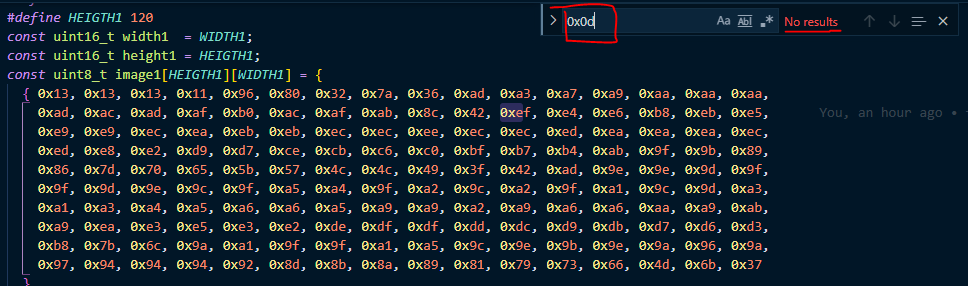 #define HEIGTH1 120
0x0d
Aa
Abl
.*
No results
const uint16_t width1  = WIDTH1;
const uint16_t height1 = HEIGTH1;
const uint8_t image1[HEIGTH1][WIDTH1] = {
{ 0x13, 0x13, 0x13, 0x11, 0x96, 0x80, 0x32, 0x7a, 0x36, 0xad, 0xa3, 0xa7, 0xa9, 0xaa, 0xaa, 0xaa,
0xad, 0xac, 0xad, 0xaf, 0xb0, 0xac, 0xaf, 0xab, 0x8c, 0x42, 0xef, 0xe4, 0xe6, 0xb8, 0xeb, 0xe5,
You, an hour ago •
0xe9, 0xe9, 0xec, 0xea, 0xeb, 0xeb, 0xec, 0xec, 0xee, 0xec, 0xec, 0xed, 0xea, 0xea, 0xea, 0xec,
0xed, 0xe8, 0xe2, 0xd9, 0xd7, 0xce, 0xcb, 0xc6, 0xc0, 0xbf, 0xb7, 0xb4, 0xab, 0x9f, 0x9b, 0x89,
0x86, 0x7d, 0x70, 0x65, 0x5b, 0x57, 0x4c, 0x4c, 0x49, 0x3f, 0x42, 0xad, 0x9e, 0x9e, 0x9d, 0x9f,
0x9f, 0x9d, 0x9e, 0x9c, 0x9f, 0xa5, 0xa4, 0x9f, 0xa2, 0x9c, 0xa2, 0x9f, 0xa1, 0x9c, 0x9d, 0xa3,
0xa1, 0xa3, 0xa4, 0xa5, 0xa6, 0xa6, 0xa5, 0xa9, 0xa9, 0xa2, 0xa9, 0xa6, 0xa6, 0xaa, 0xa9, 0xab,
0xa9, 0xea, 0xe3, 0xe5, 0xe3, 0xe2, 0xde, 0xdf, 0xdf, 0xdd, 0xdc, 0xd9, 0xdb, 0xd7, 0xd6, 0xd3,
0xb8, 0x7b, 0x6c, 0x9a, 0xa1, 0x9f, 0x9f, 0xa1, 0xa5, 0x9c, 0x9e, 0x9b, 0x9e, 0x9a, 0x96, 0x9a,
0x97, 0x94, 0x94, 0x94, 0x92, 0x8d, 0x8b, 0x8a, 0x89, 0x81, 0x79, 0x73, 0x66, 0x4d, 0x6b, 0x37